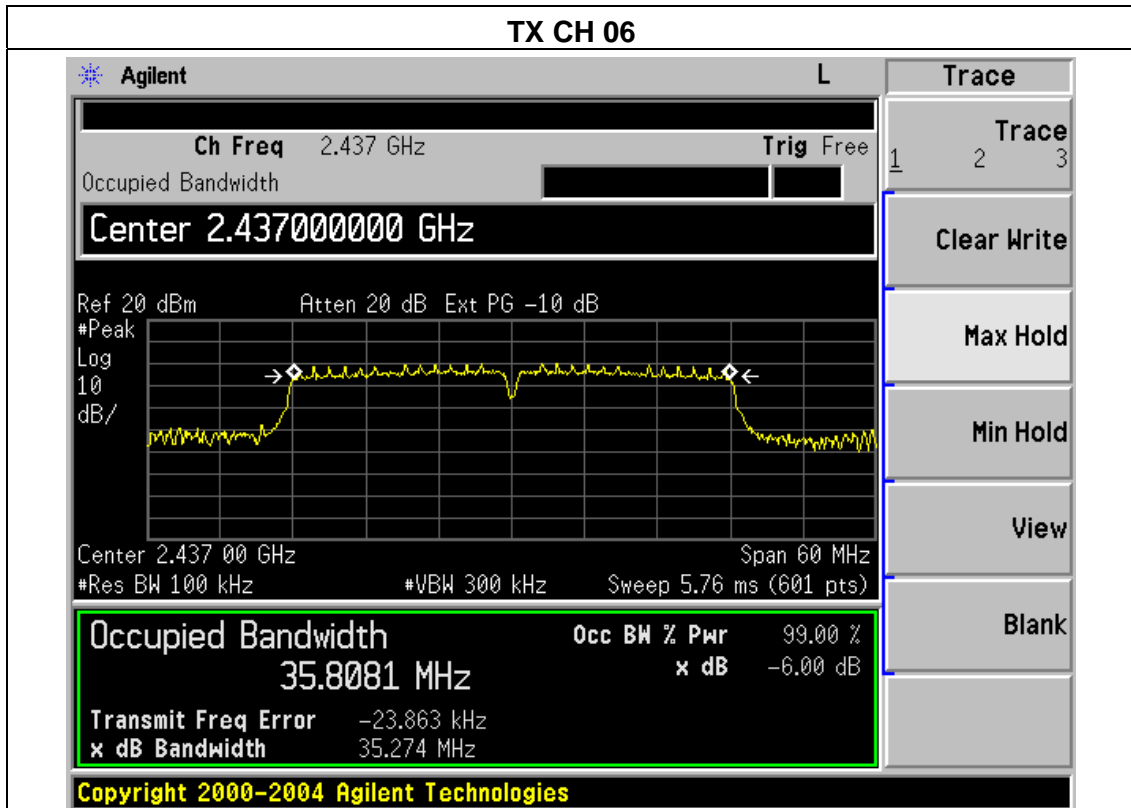 TX CH 06
Agilent L Trace
Ch Freq 2.437 GHz Trig Free
Occupied Bandwidth
Center 2.437000000 GHz
Ref 20 dBm Atten 20 dB Ext PG -10 dB
#Peak
Log
10
dB/
Center 2.437 00 GHz Span 60 MHz
#Res BW 100 kHz #VBW 300 kHz Sweep 5.76 ms (601 pts)
Occupied Bandwidth Occ BW % Pwr 99.00 %
35.8081 MHz x dB -6.00 dB
Transmit Freq Error -23.863 kHz
x dB Bandwidth 35.274 MHz
Copyright 2000-2004 Agilent Technologies
Trace
1 2 3
Clear Write
Max Hold
Min Hold
View
Blank